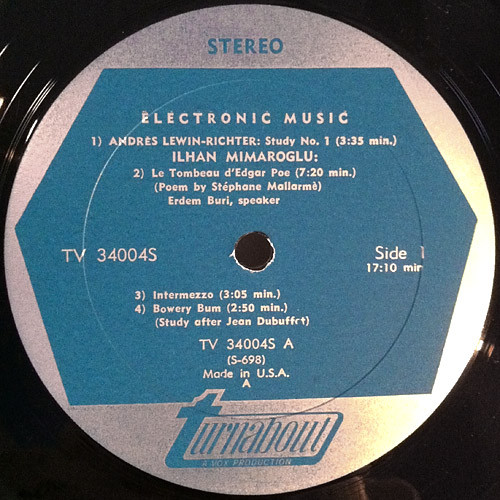 STEREO
ELECTRONIC MUSIC
1) ANDRÈS LEWIN-RICHTER: Study No. 1 (3:35 min.)
ILHAN MIMAROGLU:
2) Le Tombeau d'Edgar Poe (7:20 min.)
(Poem by Stéphane Mallarmè)
Erdem Buri, speaker
TV 34004S
Side 1
17:10 min
3) Intermezzo (3:05 min.)
4) Bowery Bum (2:50 min.)
(Study after Jean Dubuffet)
TV 34004S A
(S-698)
Made in U.S.A.
A
turnabout
A VOX PRODUCTION